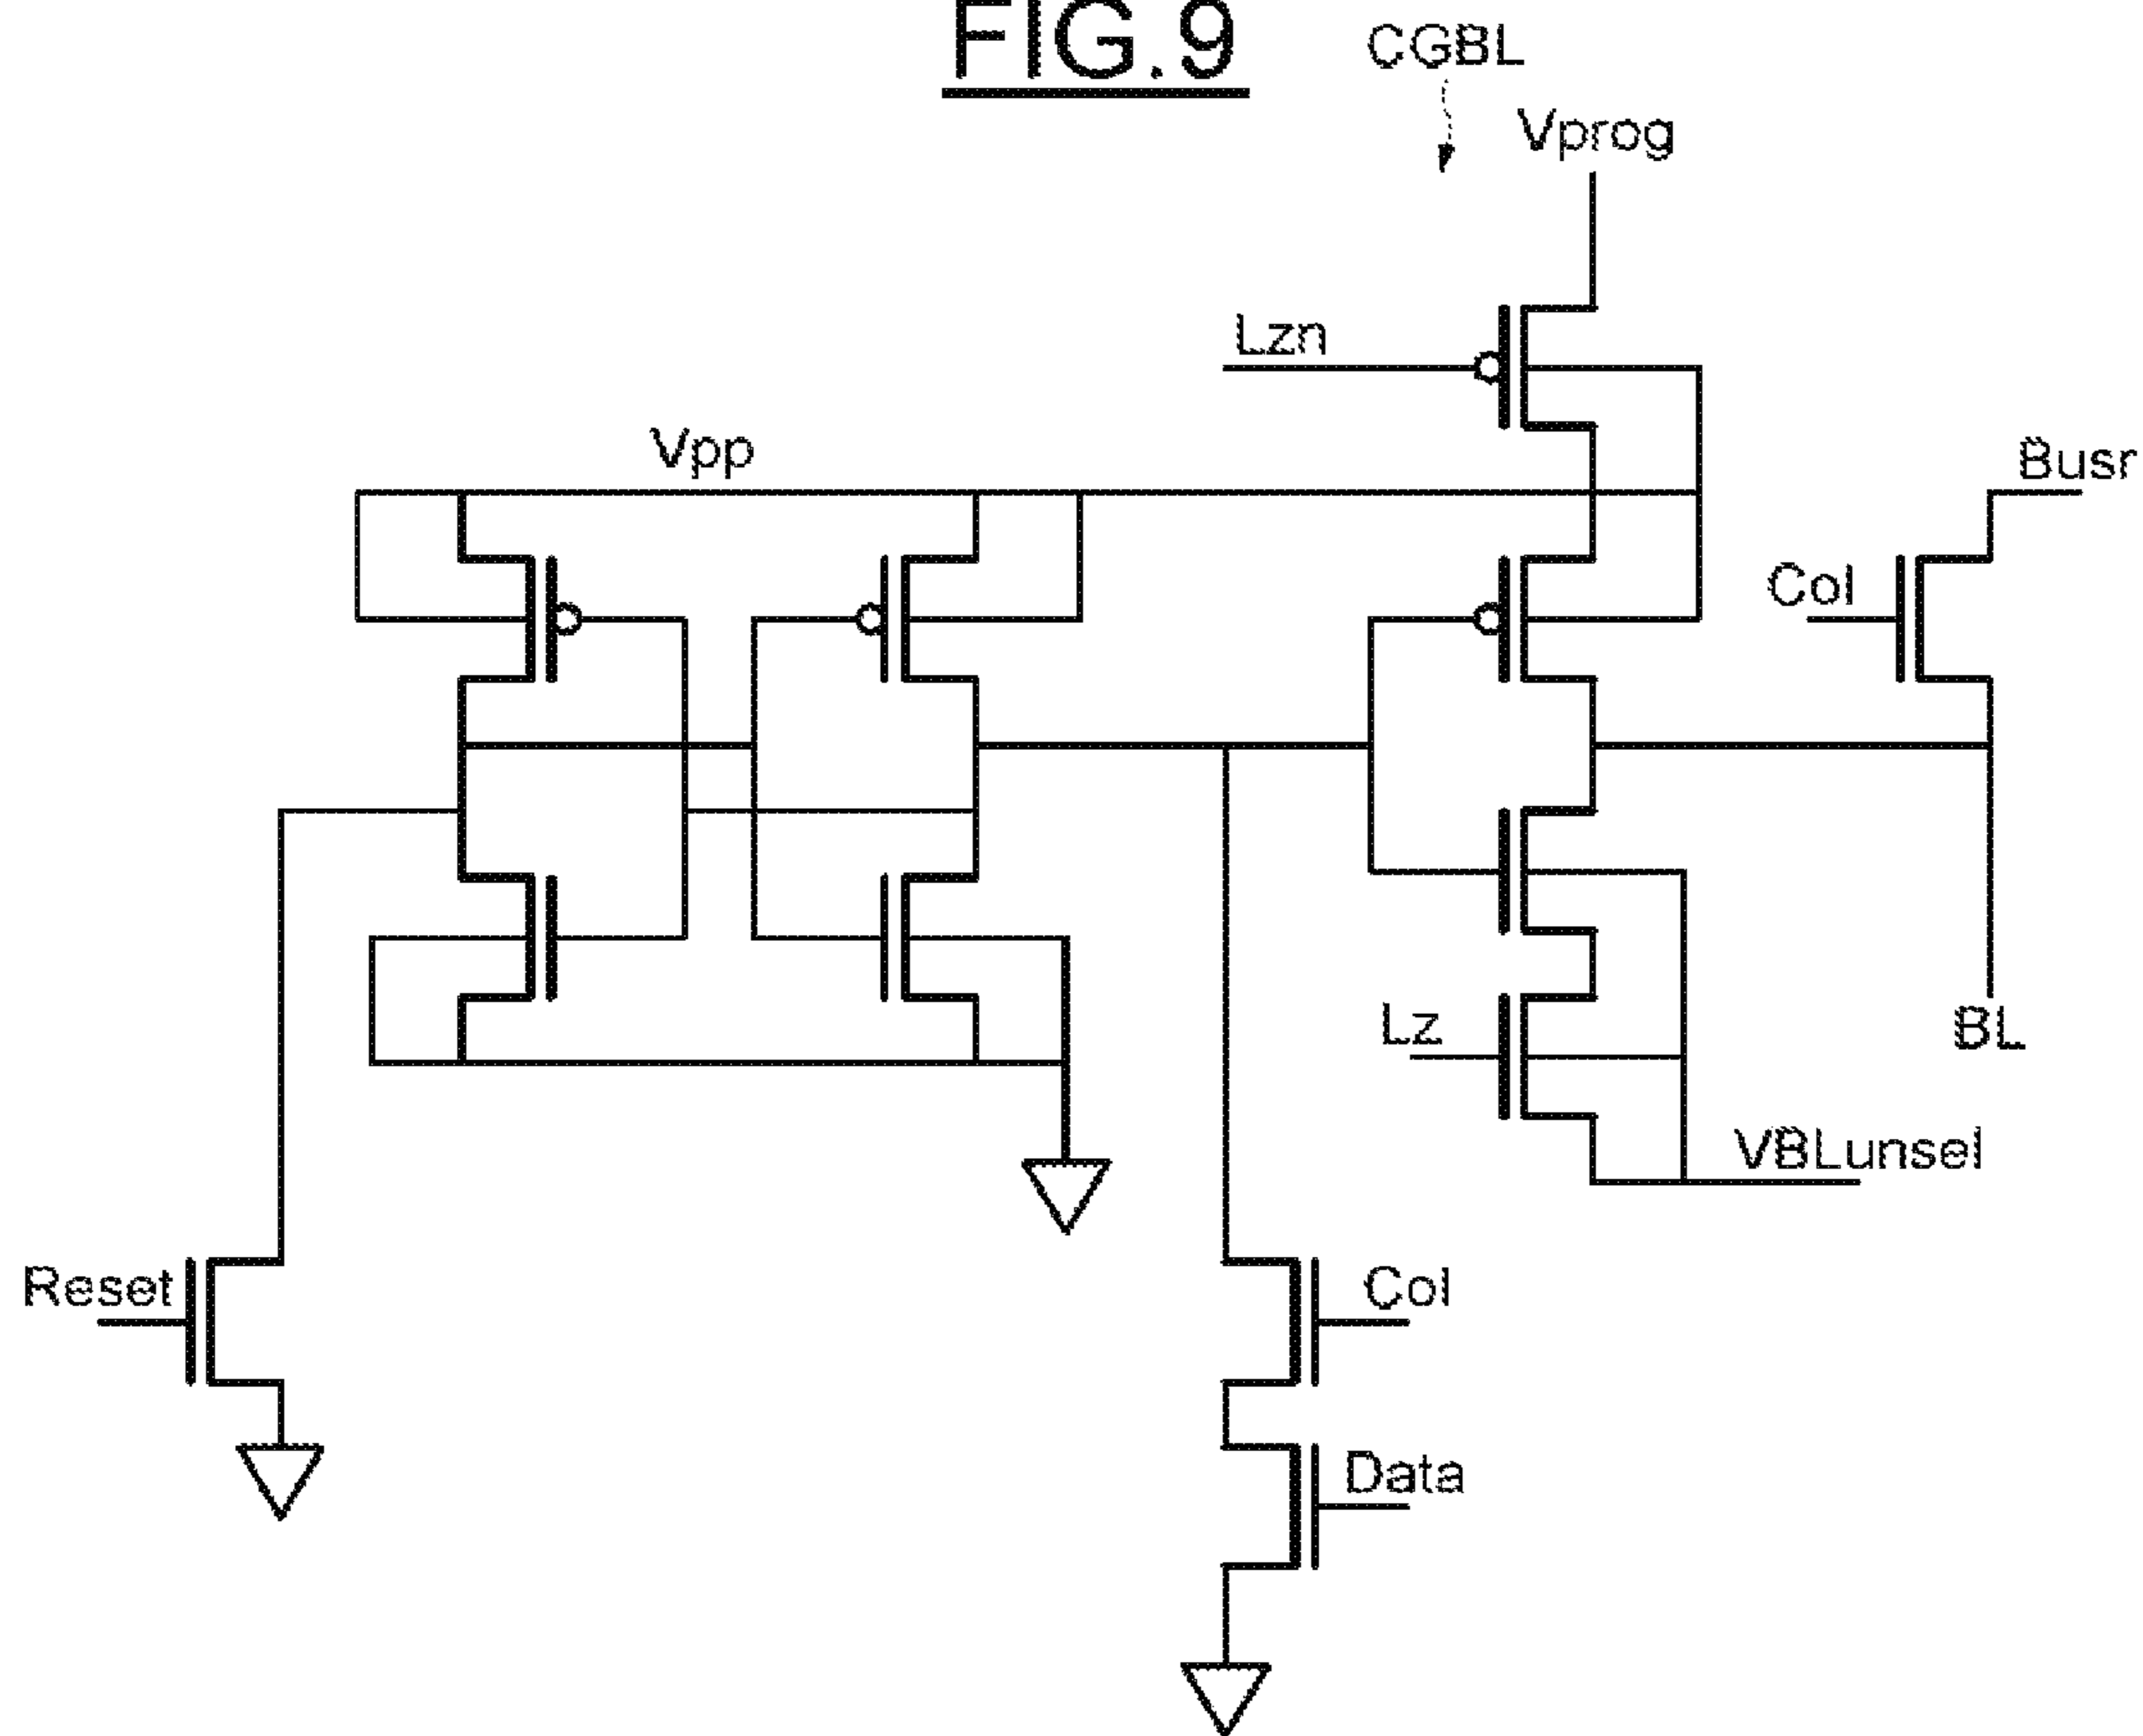 FIG.9
CGBL
Vprog
Lzn
Vpp
Busr
Col
Lz
BL
VBLunsel
Reset
Col
Data